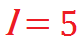 l = 5